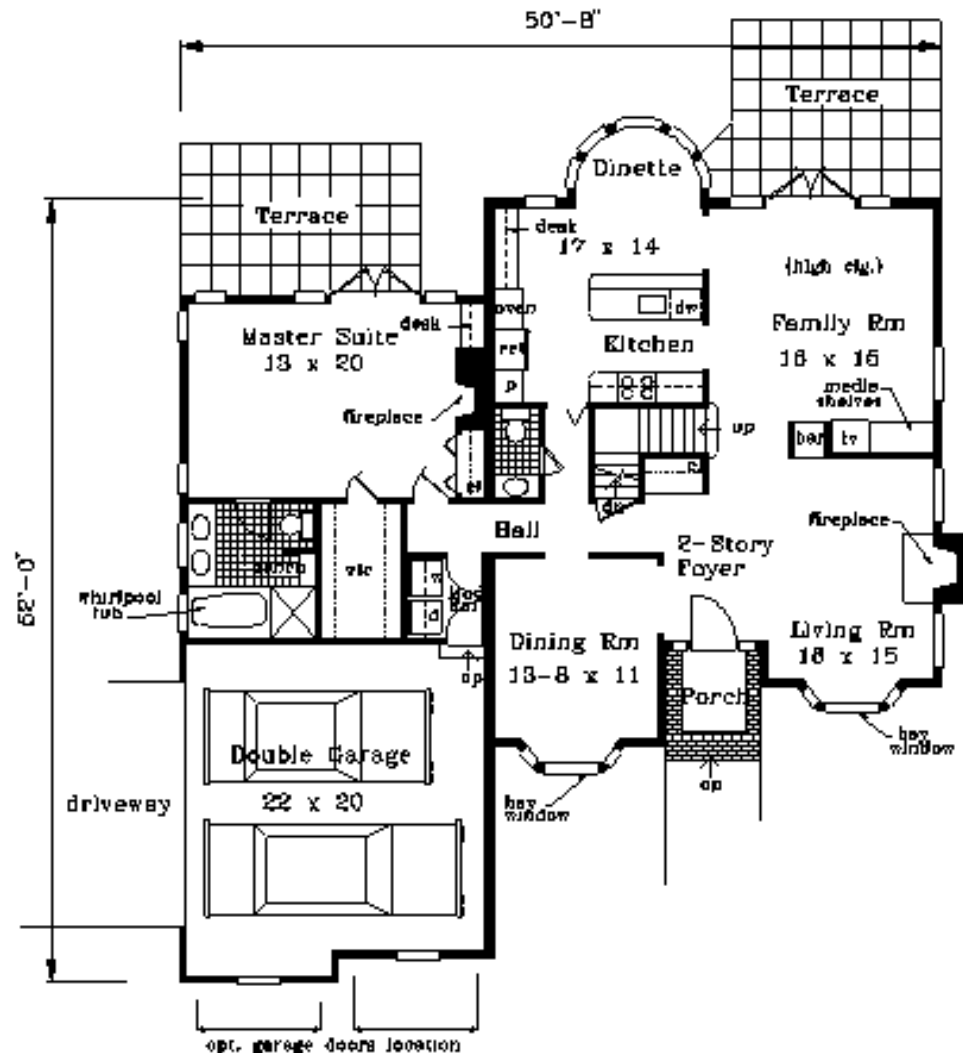 50'-8"
Terrace
Dinette
Terrace
desk
17 x 14
(high clg.)
oven
dw
Master Suite
13 x 20
desk
Kitchen
Family Rm
16 x 16
ref
media
shelves
p
fireplace
up
bar
tv
cl
cl
dn
Hall
fireplace
2-Story
Foyer
wic
w
whirlpool
tub
d
Dining Rm
13-8 x 11
Living Rm
16 x 15
up
Porch
bay
window
Double Garage
22 x 20
driveway
up
bay
window
opt. garage doors location